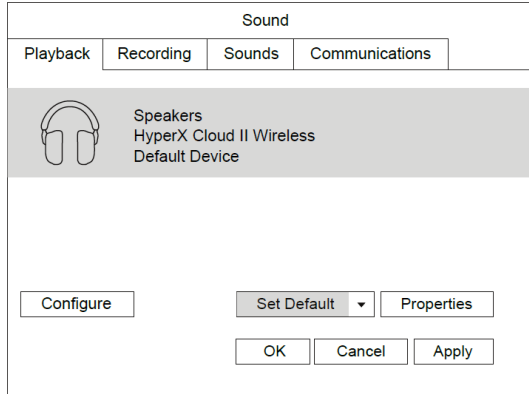 Sound
Playback Recording Sounds Communications
Speakers
HyperX Cloud II Wireless
Default Device
Configure Set Default Properties
OK Cancel Apply